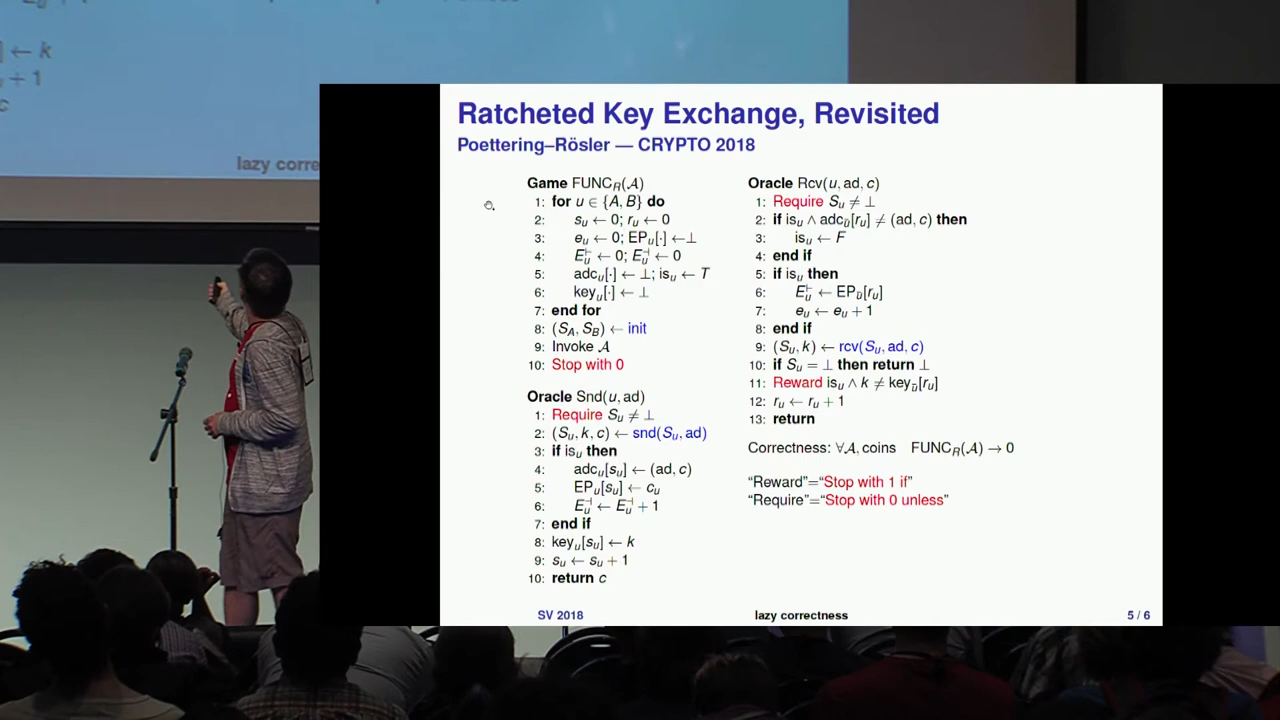 ] ← k
+ 1
c
lazy corre
Ratcheted Key Exchange, Revisited
Poettering–Rösler — CRYPTO 2018
Game FUNC_R(𝒜)
1: for u ∈ {A, B} do
2: s_u ← 0; r_u ← 0
3: e_u ← 0; EP_u[·] ←⊥
4: E_u^⊢ ← 0; E_u^⊣ ← 0
5: adc_u[·] ← ⊥; is_u ← T
6: key_u[·] ← ⊥
7: end for
8: (S_A, S_B) ← init
9: Invoke 𝒜
10: Stop with 0
Oracle Snd(u, ad)
1: Require S_u ≠ ⊥
2: (S_u, k, c) ← snd(S_u, ad)
3: if is_u then
4: adc_u[s_u] ← (ad, c)
5: EP_u[s_u] ← c_u
6: E_u^⊣ ← E_u^⊣ + 1
7: end if
8: key_u[s_u] ← k
9: s_u ← s_u + 1
10: return c
Oracle Rcv(u, ad, c)
1: Require S_u ≠ ⊥
2: if is_u ∧ adc_ū[r_u] ≠ (ad, c) then
3: is_u ← F
4: end if
5: if is_u then
6: E_u^⊢ ← EP_ū[r_u]
7: e_u ← e_u + 1
8: end if
9: (S_u, k) ← rcv(S_u, ad, c)
10: if S_u = ⊥ then return ⊥
11: Reward is_u ∧ k ≠ key_ū[r_u]
12: r_u ← r_u + 1
13: return
Correctness: ∀𝒜, coins FUNC_R(𝒜) → 0
“Reward”=“Stop with 1 if”
“Require”=“Stop with 0 unless”
SV 2018 lazy correctness 5 / 6